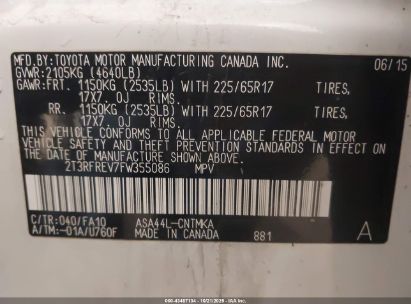 MFD.BY:TOYOTA MOTOR MANUFACTURING CANADA INC. 06/15
GVWR:2105KG (4640LB)
GAWR:FRT. 1150KG (2535LB) WITH 225/65R17 TIRES,
17X7.0J RIMS.
RR. 1150KG (2535LB) WITH 225/65R17 TIRES,
17X7.0J RIMS.
THIS VEHICLE CONFORMS TO ALL APPLICABLE FEDERAL MOTOR
VEHICLE SAFETY AND THEFT PREVENTION STANDARDS IN EFFECT
ON THE DATE OF MANUFACTURE SHOWN ABOVE.
2T3RFREV7FW355086 MPV
C/TR:040/FA10 ASA44L-CNTMKA
A/TM:-01A/U760F MADE IN CANADA 881 A